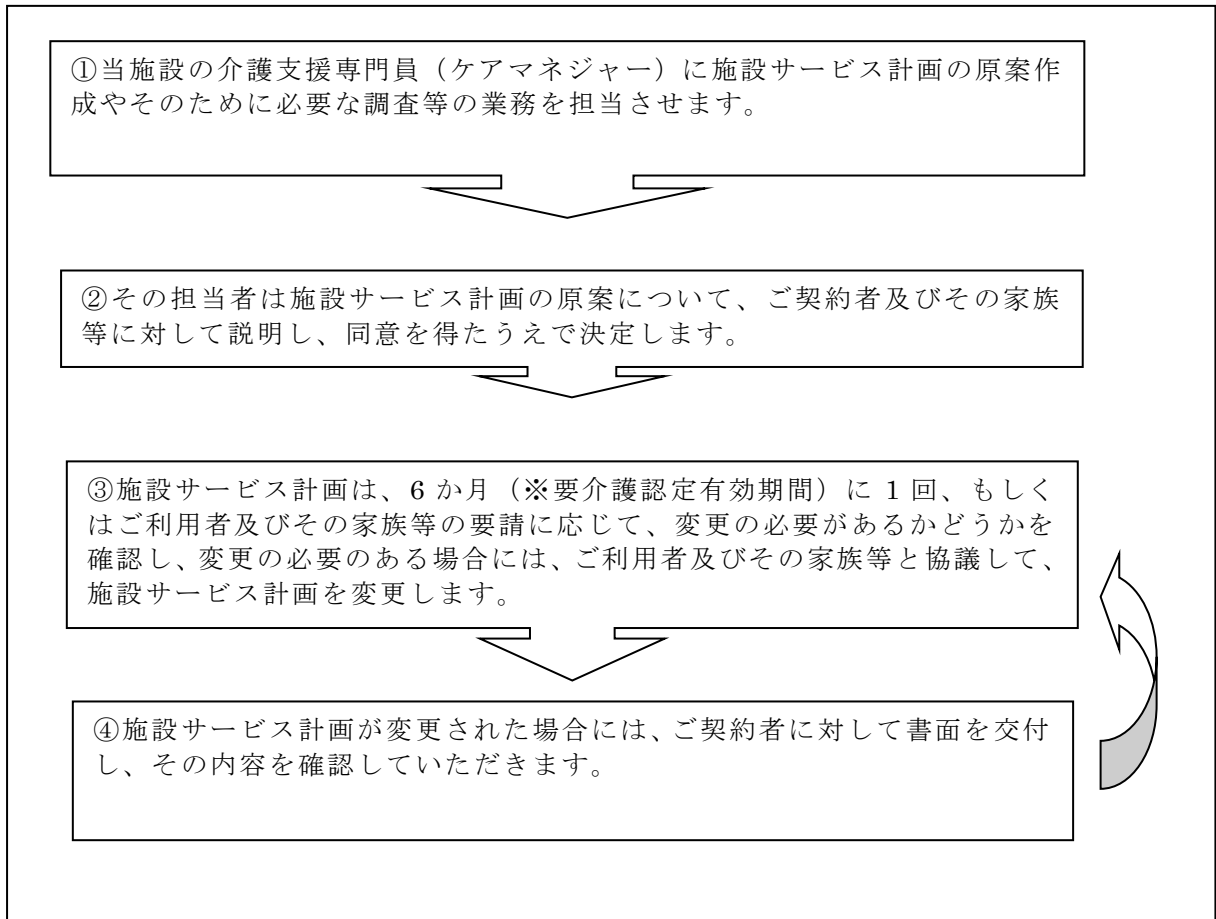 ①当施設の介護支援専門員（ケアマネジャー）に施設サービス計画の原案作
成やそのために必要な調査等の業務を担当させます。
②その担当者は施設サービス計画の原案について、ご契約者及びその家族
等に対して説明し、同意を得たうえで決定します。
③施設サービス計画は、6 か月（※要介護認定有効期間）に 1 回、もしく
はご利用者及びその家族等の要請に応じて、変更の必要があるかどうかを
確認し、変更の必要のある場合には、ご利用者及びその家族等と協議して、
施設サービス計画を変更します。
④施設サービス計画が変更された場合には、ご契約者に対して書面を交付
し、その内容を確認していただきます。